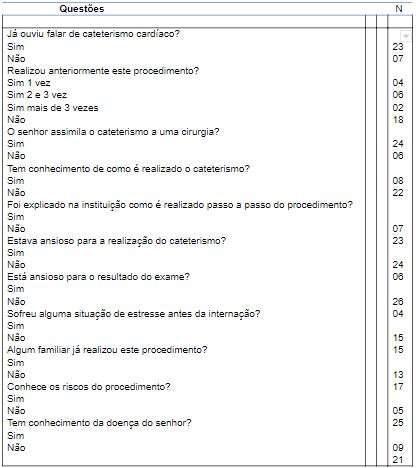 Questões N
Já ouviu falar de cateterismo cardíaco?
Sim 23
Não 07
Realizou anteriormente este procedimento?
Sim 1 vez 04
Sim 2 e 3 vez 06
Sim mais de 3 vezes 02
Não 18
O senhor assimila o cateterismo a uma cirurgia?
Sim 24
Não 06
Tem conhecimento de como é realizado o cateterismo?
Sim 08
Não 22
Foi explicado na instituição como é realizado passo a passo do procedimento?
Sim
Não 07
Estava ansioso para a realização do cateterismo? 23
Sim
Não 24
Está ansioso para o resultado do exame? 06
Sim
Não 26
Sofreu alguma situação de estresse antes da internação? 04
Sim
Não 15
Algum familiar já realizou este procedimento? 15
Sim
Não 13
Conhece os riscos do procedimento? 17
Sim
Não 05
Tem conhecimento da doença do senhor? 25
Sim
Não 09
21